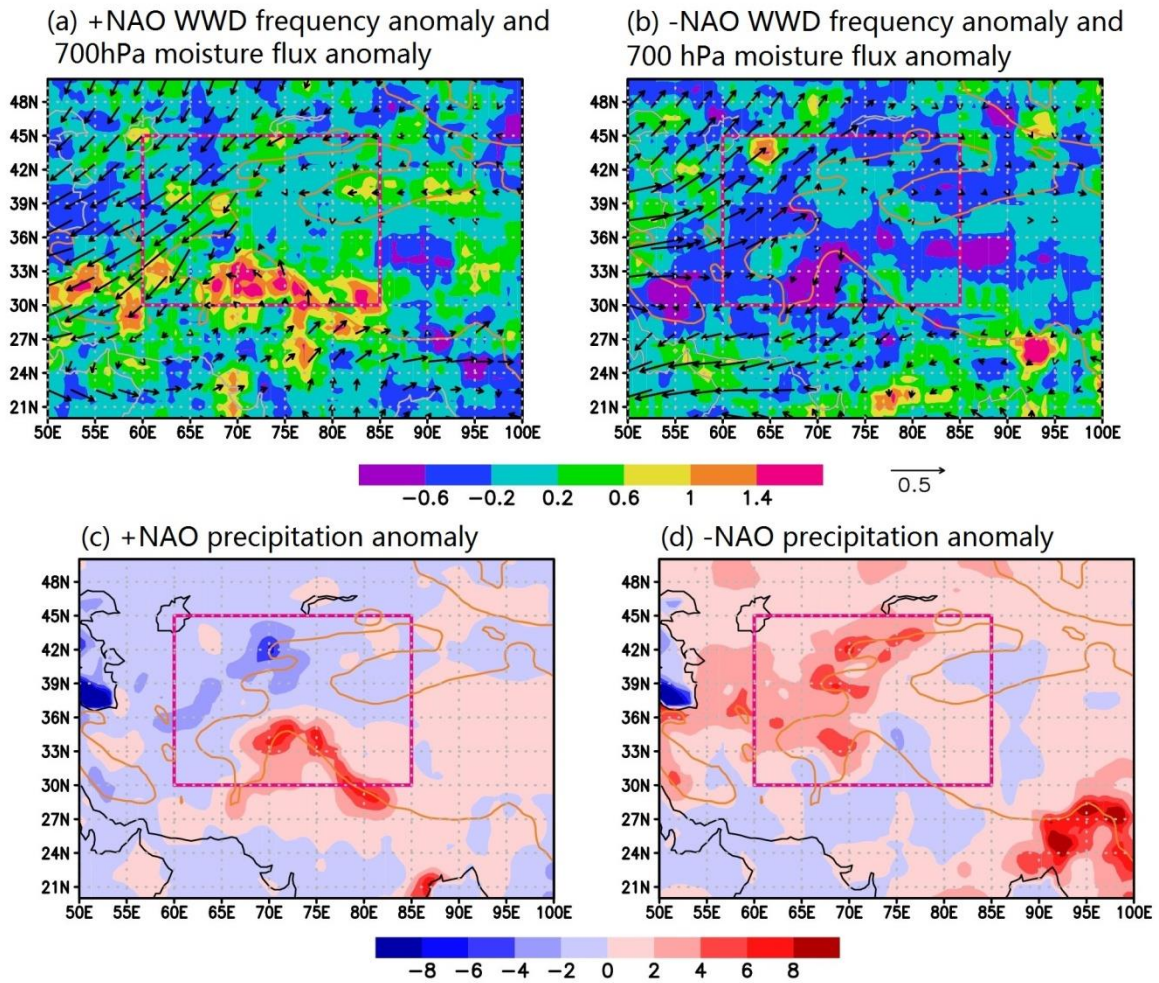 (a) +NAO WWD frequency anomaly and
700hPa moisture flux anomaly
(b) -NAO WWD frequency anomaly and
700 hPa moisture flux anomaly
48N
45N
42N
39N
36N
33N
30N
27N
24N
21N
50E 55E 60E 65E 70E 75E 80E 85E 90E 95E 100E
48N
45N
42N
39N
36N
33N
30N
27N
24N
21N
50E 55E 60E 65E 70E 75E 80E 85E 90E 95E 100E
−0.6 −0.2 0.2 0.6 1 1.4
0.5
(c) +NAO precipitation anomaly
(d) -NAO precipitation anomaly
48N
45N
42N
39N
36N
33N
30N
27N
24N
21N
50E 55E 60E 65E 70E 75E 80E 85E 90E 95E 100E
48N
45N
42N
39N
36N
33N
30N
27N
24N
21N
50E 55E 60E 65E 70E 75E 80E 85E 90E 95E 100E
−8 −6 −4 −2 0 2 4 6 8